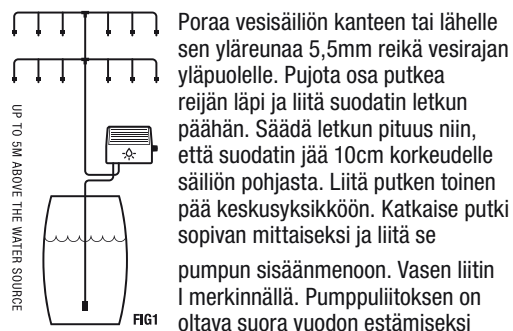 UP TO 5M ABOVE THE WATER SOURCE
FIG1
Poraa vesisäiliön kanteen tai lähelle
sen yläreunaa 5,5mm reikä vesirajan
yläpuolelle. Pujota osa putkea
reijän läpi ja liitä suodatin letkun
päähän. Säädä letkun pituus niin,
että suodatin jää 10cm korkeudelle
säiliön pohjasta. Liitä putken toinen
pää keskusyksikköön. Katkaise putki
sopivan mittaiseksi ja liitä se
pumpun sisäänmenoon. Vasen liitin
I merkinnällä. Pumppuliitoksen on
oltava suora vuodon estämiseksi